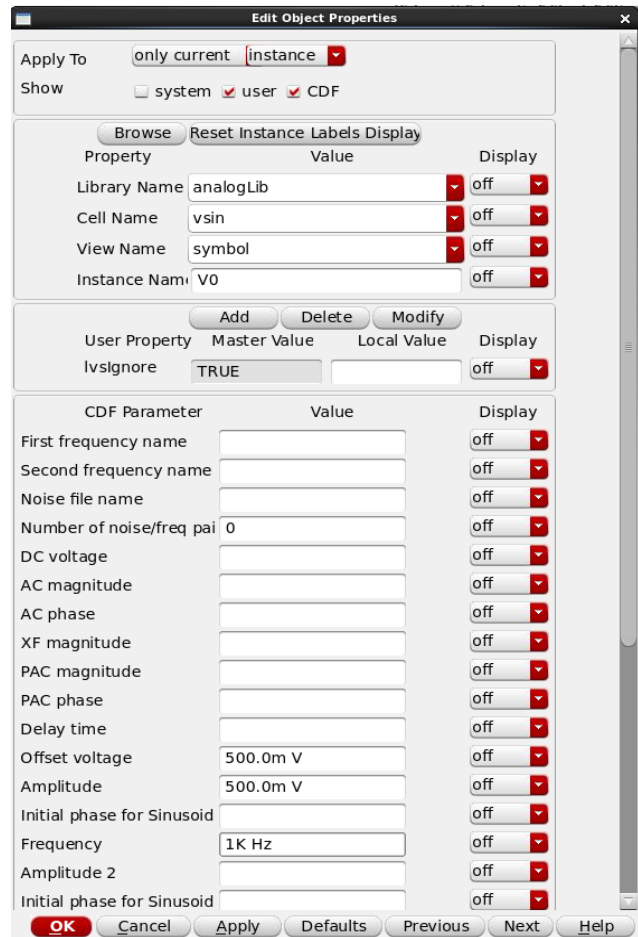 Edit Object Properties
Apply To only current instance
Show system user CDF
Browse Reset Instance Labels Display
Property Value Display
Library Name analogLib off
Cell Name vsin off
View Name symbol off
Instance Nam V0 off
Add Delete Modify
User Property Master Value Local Value Display
lvsIgnore TRUE off
CDF Parameter Value Display
First frequency name off
Second frequency name off
Noise file name off
Number of noise/freq pai 0 off
DC voltage off
AC magnitude off
AC phase off
XF magnitude off
PAC magnitude off
PAC phase off
Delay time off
Offset voltage 500.0m V off
Amplitude 500.0m V off
Initial phase for Sinusoid off
Frequency 1K Hz off
Amplitude 2 off
Initial phase for Sinusoid off
OK Cancel Apply Defaults Previous Next Help